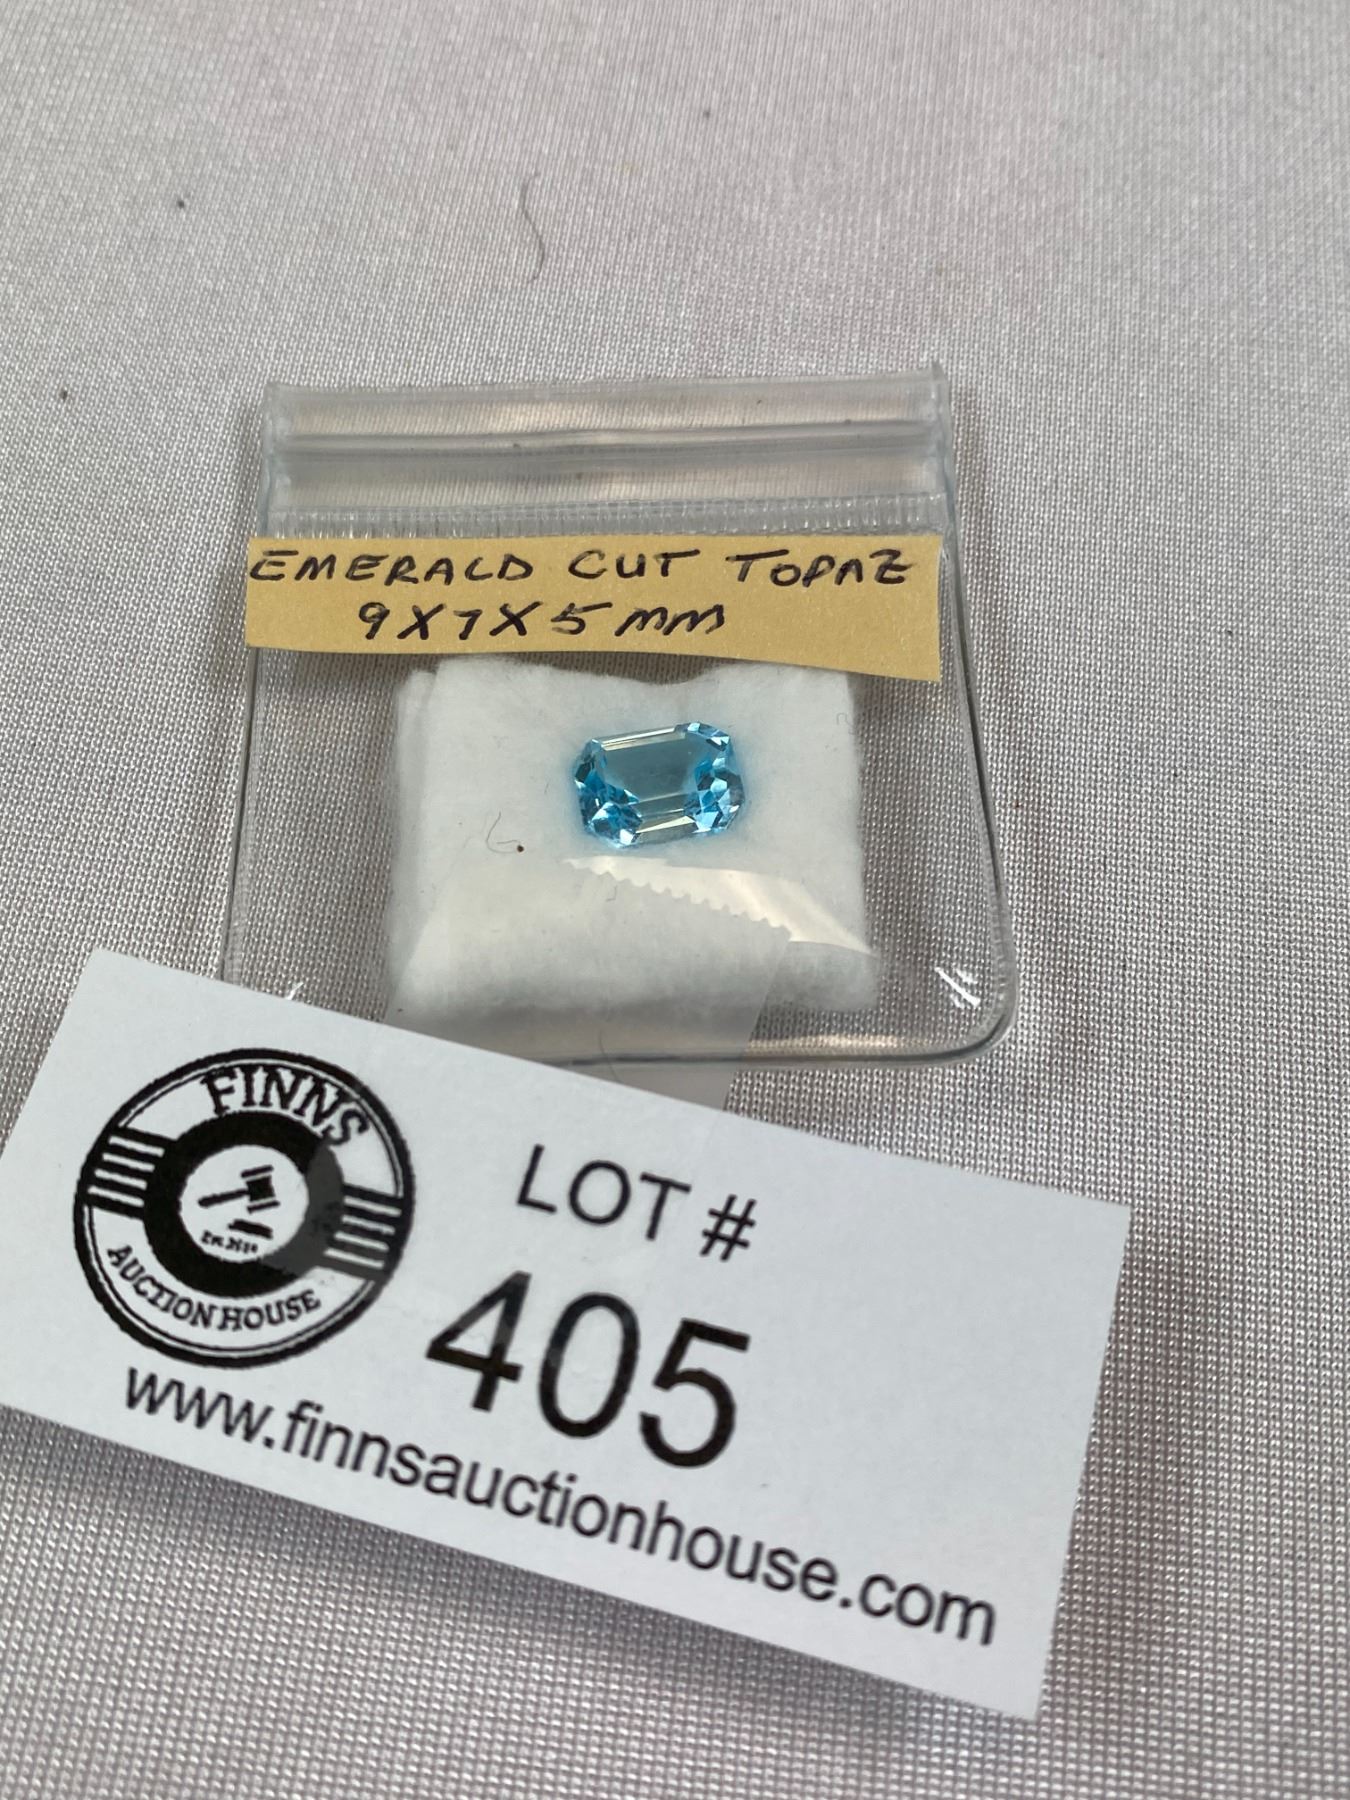 EMERALD CUT TOPAZ
9X7X5MM
FINNS
AUCTION HOUSE
LOT #
405
www.finnsauctionhouse.com